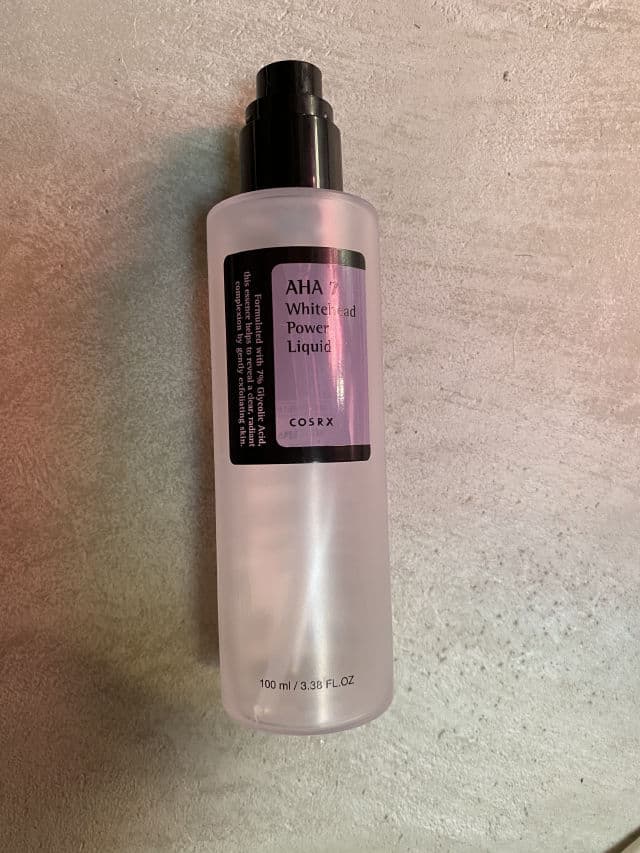 AHA 7
Whitehead
Power
Liquid
COSRX
Formulated with 7% Glycolic Acid,
this essence helps to reveal a clear, radiant
complexion by gently exfoliating skin.
100 ml / 3.38 FL.OZ